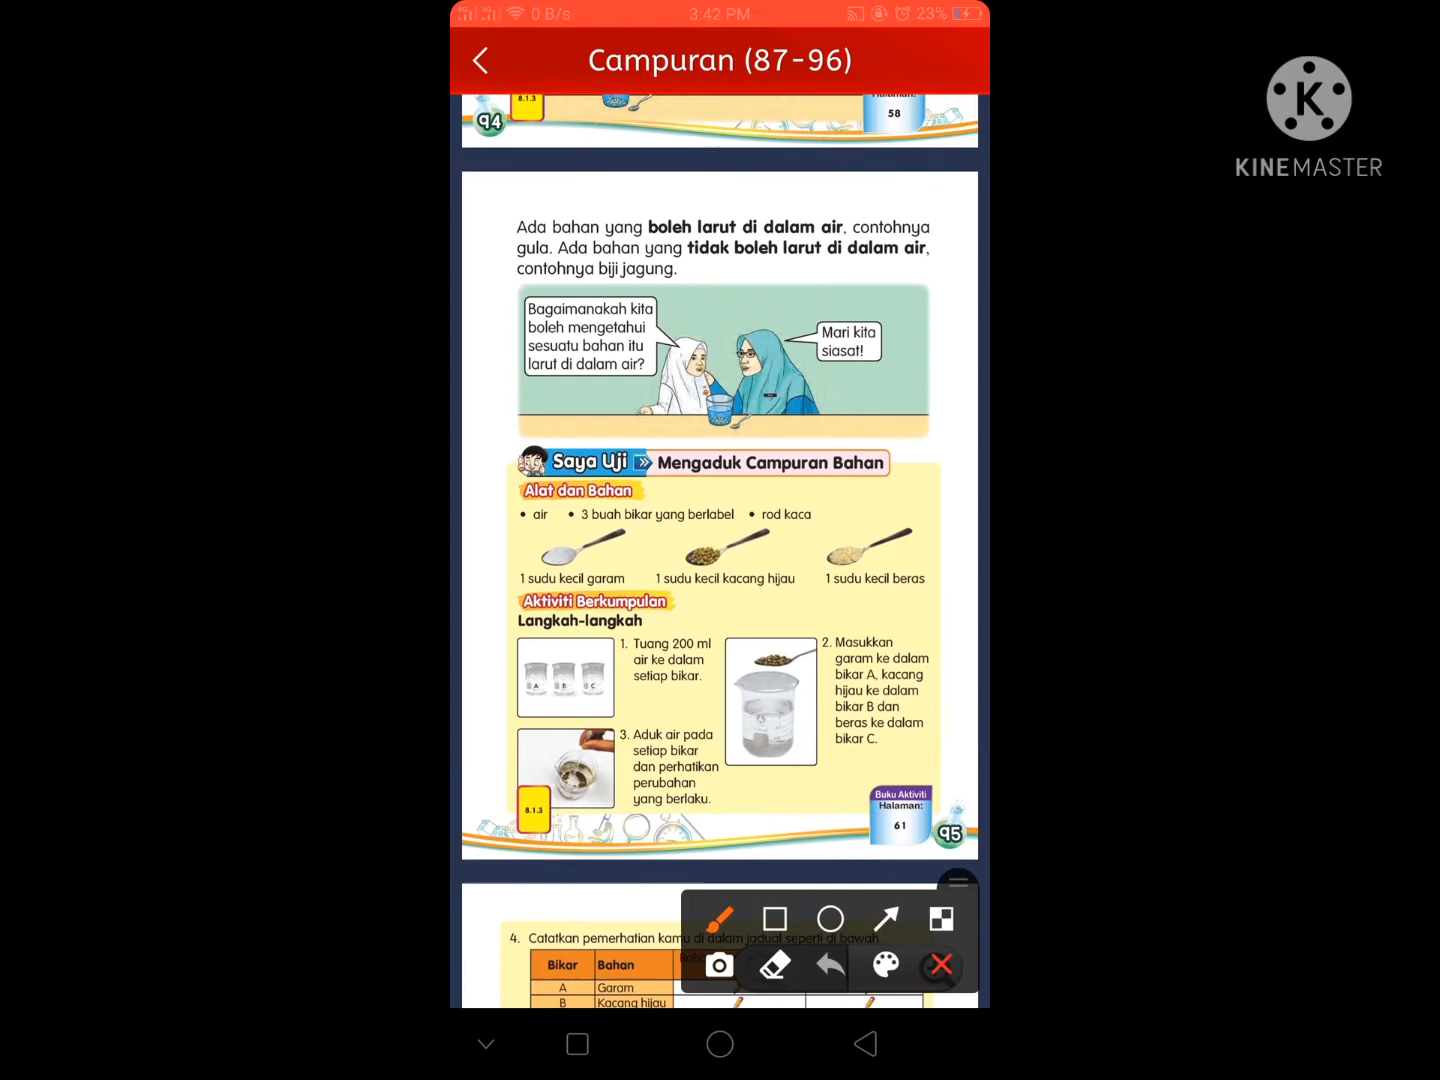 0 B/s
3:42 PM
23%
Campuran (87-96)
K
KINEMASTER
8.1.3
94
Halaman:
58
Ada bahan yang boleh larut di dalam air, contohnya
gula. Ada bahan yang tidak boleh larut di dalam air,
contohnya biji jagung.
Bagaimanakah kita
boleh mengetahui
sesuatu bahan itu
larut di dalam air?
Mari kita
siasat!
Saya Uji
Mengaduk Campuran Bahan
Alat dan Bahan
• air • 3 buah bikar yang berlabel • rod kaca
1 sudu kecil garam
1 sudu kecil kacang hijau
1 sudu kecil beras
Aktiviti Berkumpulan
Langkah-langkah
A
B
C
1. Tuang 200 ml
air ke dalam
setiap bikar.
2. Masukkan
garam ke dalam
bikar A, kacang
hijau ke dalam
bikar B dan
beras ke dalam
bikar C.
3. Aduk air pada
setiap bikar
dan perhatikan
perubahan
yang berlaku.
8.1.3
Buku Aktiviti
Halaman:
61
95
4. Catatkan pemerhatian kamu di dalam jadual seperti di bawah.
Bikar
Bahan
A
Garam
B
Kacang hijau